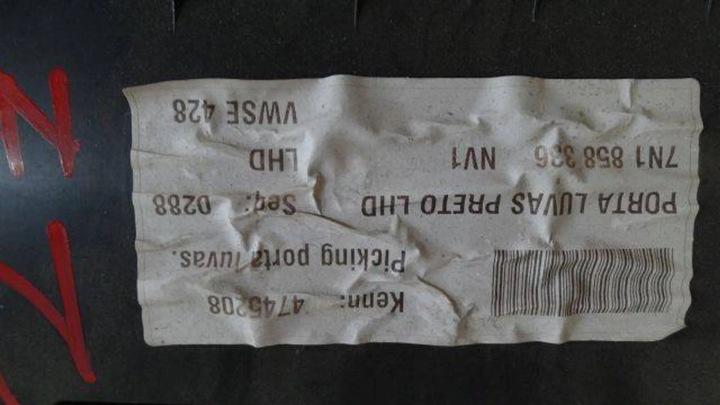 Kenn: 4745208
Picking porta luvas.
PORTA LUVAS PRETO LHD Seq: 0288
7N1 858 336 NV1 LHD
VWSE 428